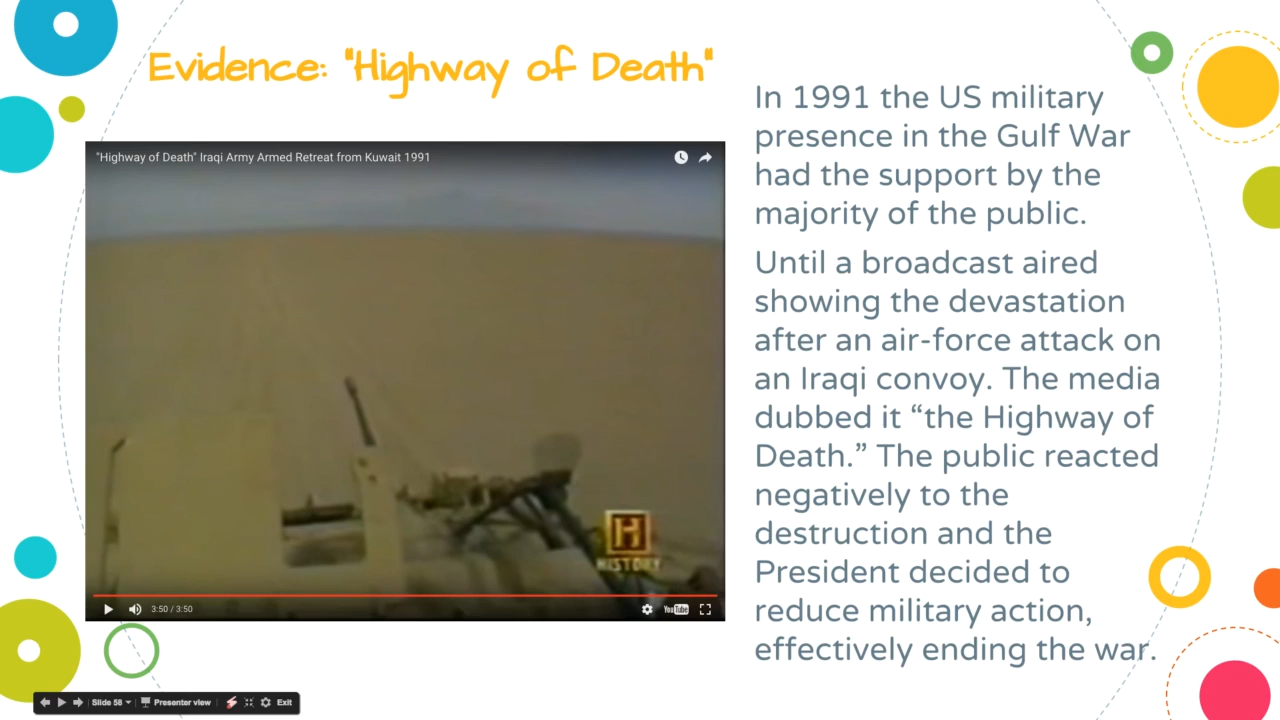 Evidence: "Highway of Death"
"Highway of Death" Iraqi Army Armed Retreat from Kuwait 1991
H
HISTORY
3:50 / 3:50
YouTube
In 1991 the US military
presence in the Gulf War
had the support by the
majority of the public.
Until a broadcast aired
showing the devastation
after an air-force attack on
an Iraqi convoy. The media
dubbed it “the Highway of
Death.” The public reacted
negatively to the
destruction and the
President decided to
reduce military action,
effectively ending the war.
Slide 58
Presenter view
Exit